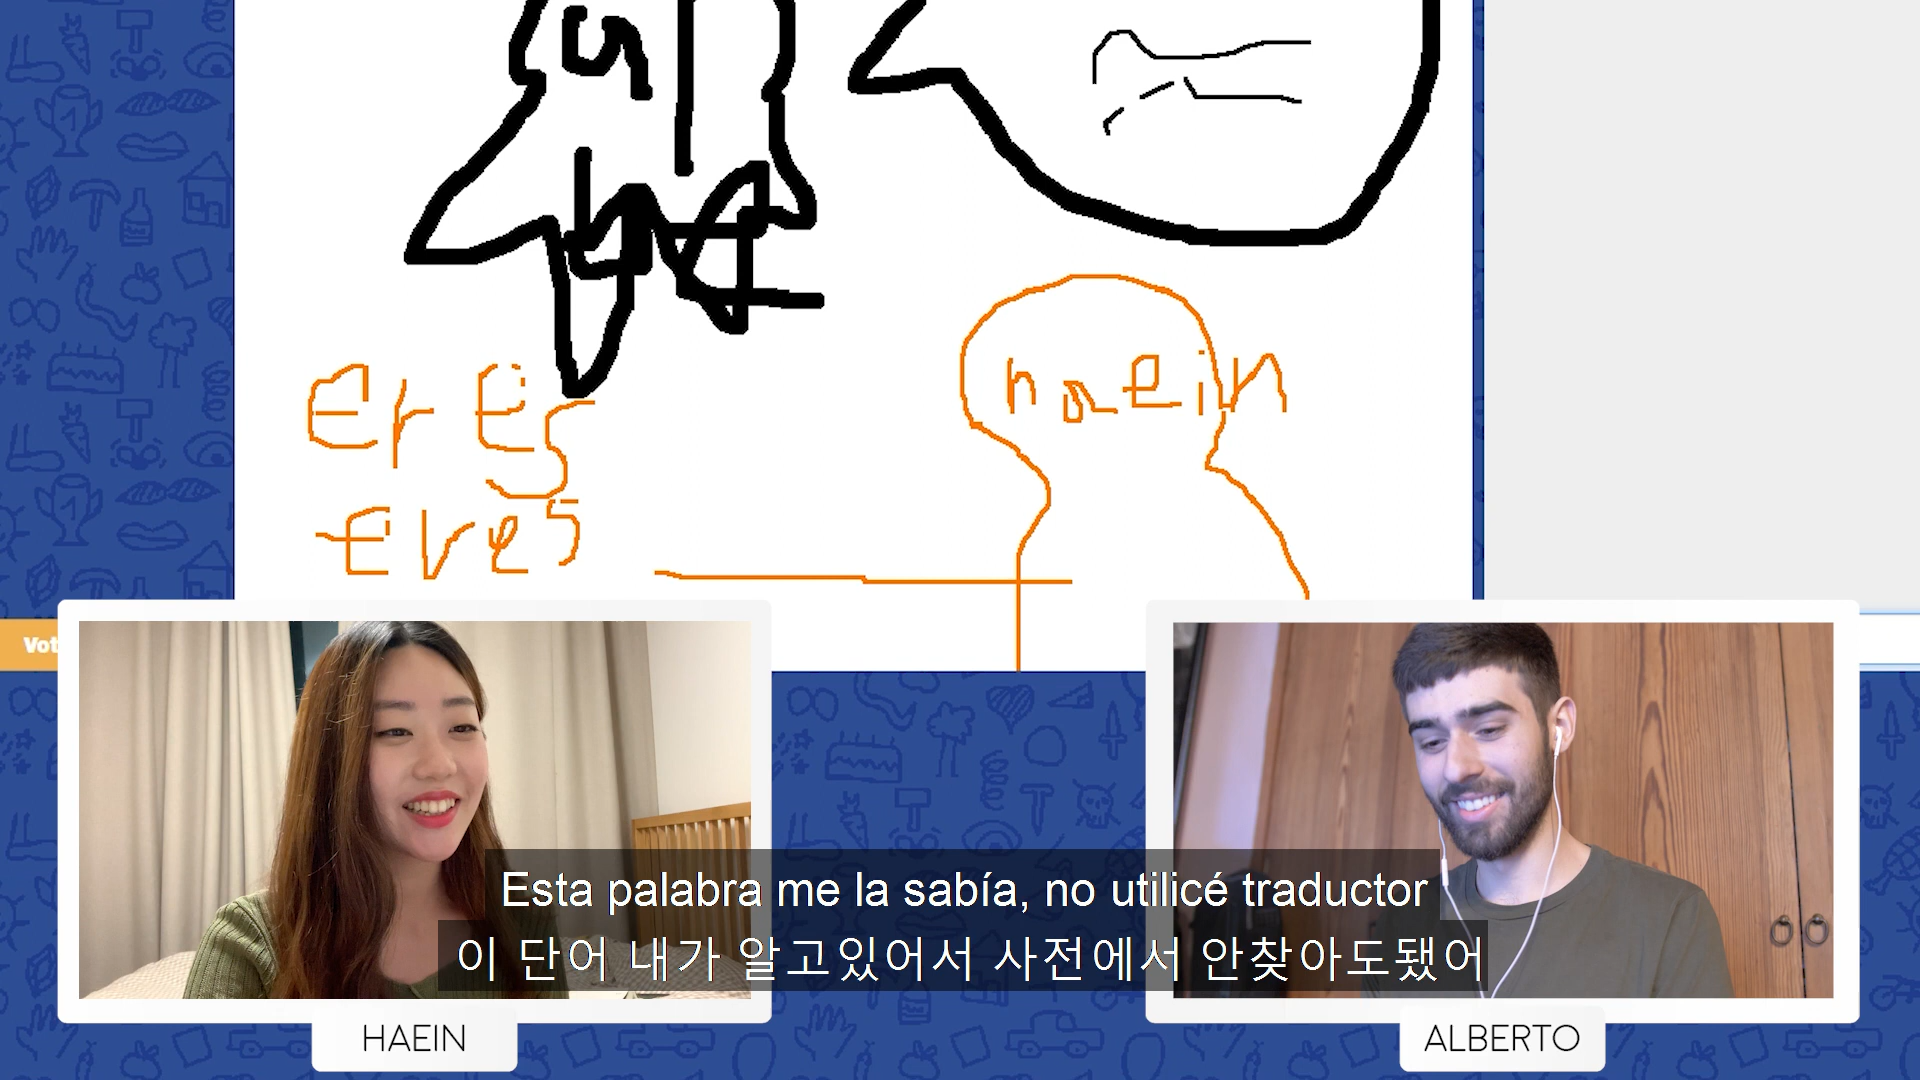 eres
haein
eres
Vot
Esta palabra me la sabía, no utilicé traductor
이 단어 내가 알고있어서 사전에서 안찾아도됐어
HAEIN
ALBERTO